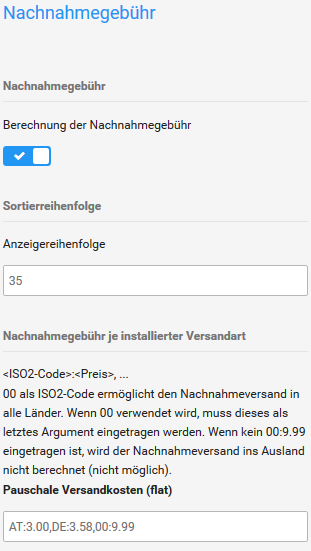 Nachnahmegebühr
Nachnahmegebühr
Berechnung der Nachnahmegebühr
Sortierreihenfolge
Anzeigereihenfolge
35
Nachnahmegebühr je installierter Versandart
<ISO2-Code>:<Preis>, ...
00 als ISO2-Code ermöglicht den Nachnahmeversand in
alle Länder. Wenn 00 verwendet wird, muss dieses als
letztes Argument eingetragen werden. Wenn kein 00:9.99
eingetragen ist, wird der Nachnahmeversand ins Ausland
nicht berechnet (nicht möglich).
Pauschale Versandkosten (flat)
AT:3.00,DE:3.58,00:9.99